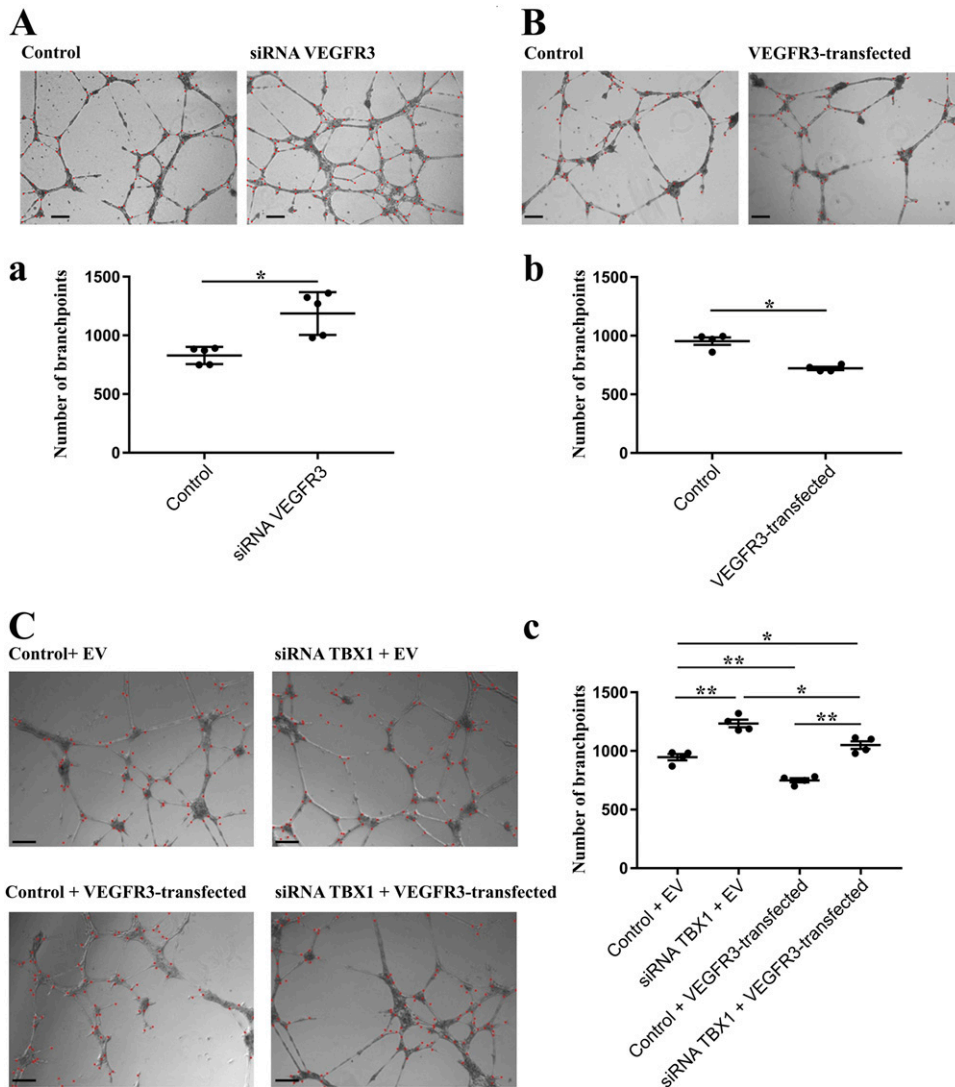 A
B
Control
siRNA VEGFR3
Control
VEGFR3-transfected
a
b
Number of branchpoints
1500
1000
500
0
*
Control
siRNA VEGFR3
Number of branchpoints
1500
1000
500
0
*
Control
VEGFR3-transfected
C
c
Control+ EV
siRNA TBX1 + EV
Control + VEGFR3-transfected
siRNA TBX1 + VEGFR3-transfected
Number of branchpoints
1500
1000
500
0
*
**
**
*
**
Control + EV
siRNA TBX1 + EV
Control + VEGFR3-transfected
siRNA TBX1 + VEGFR3-transfected